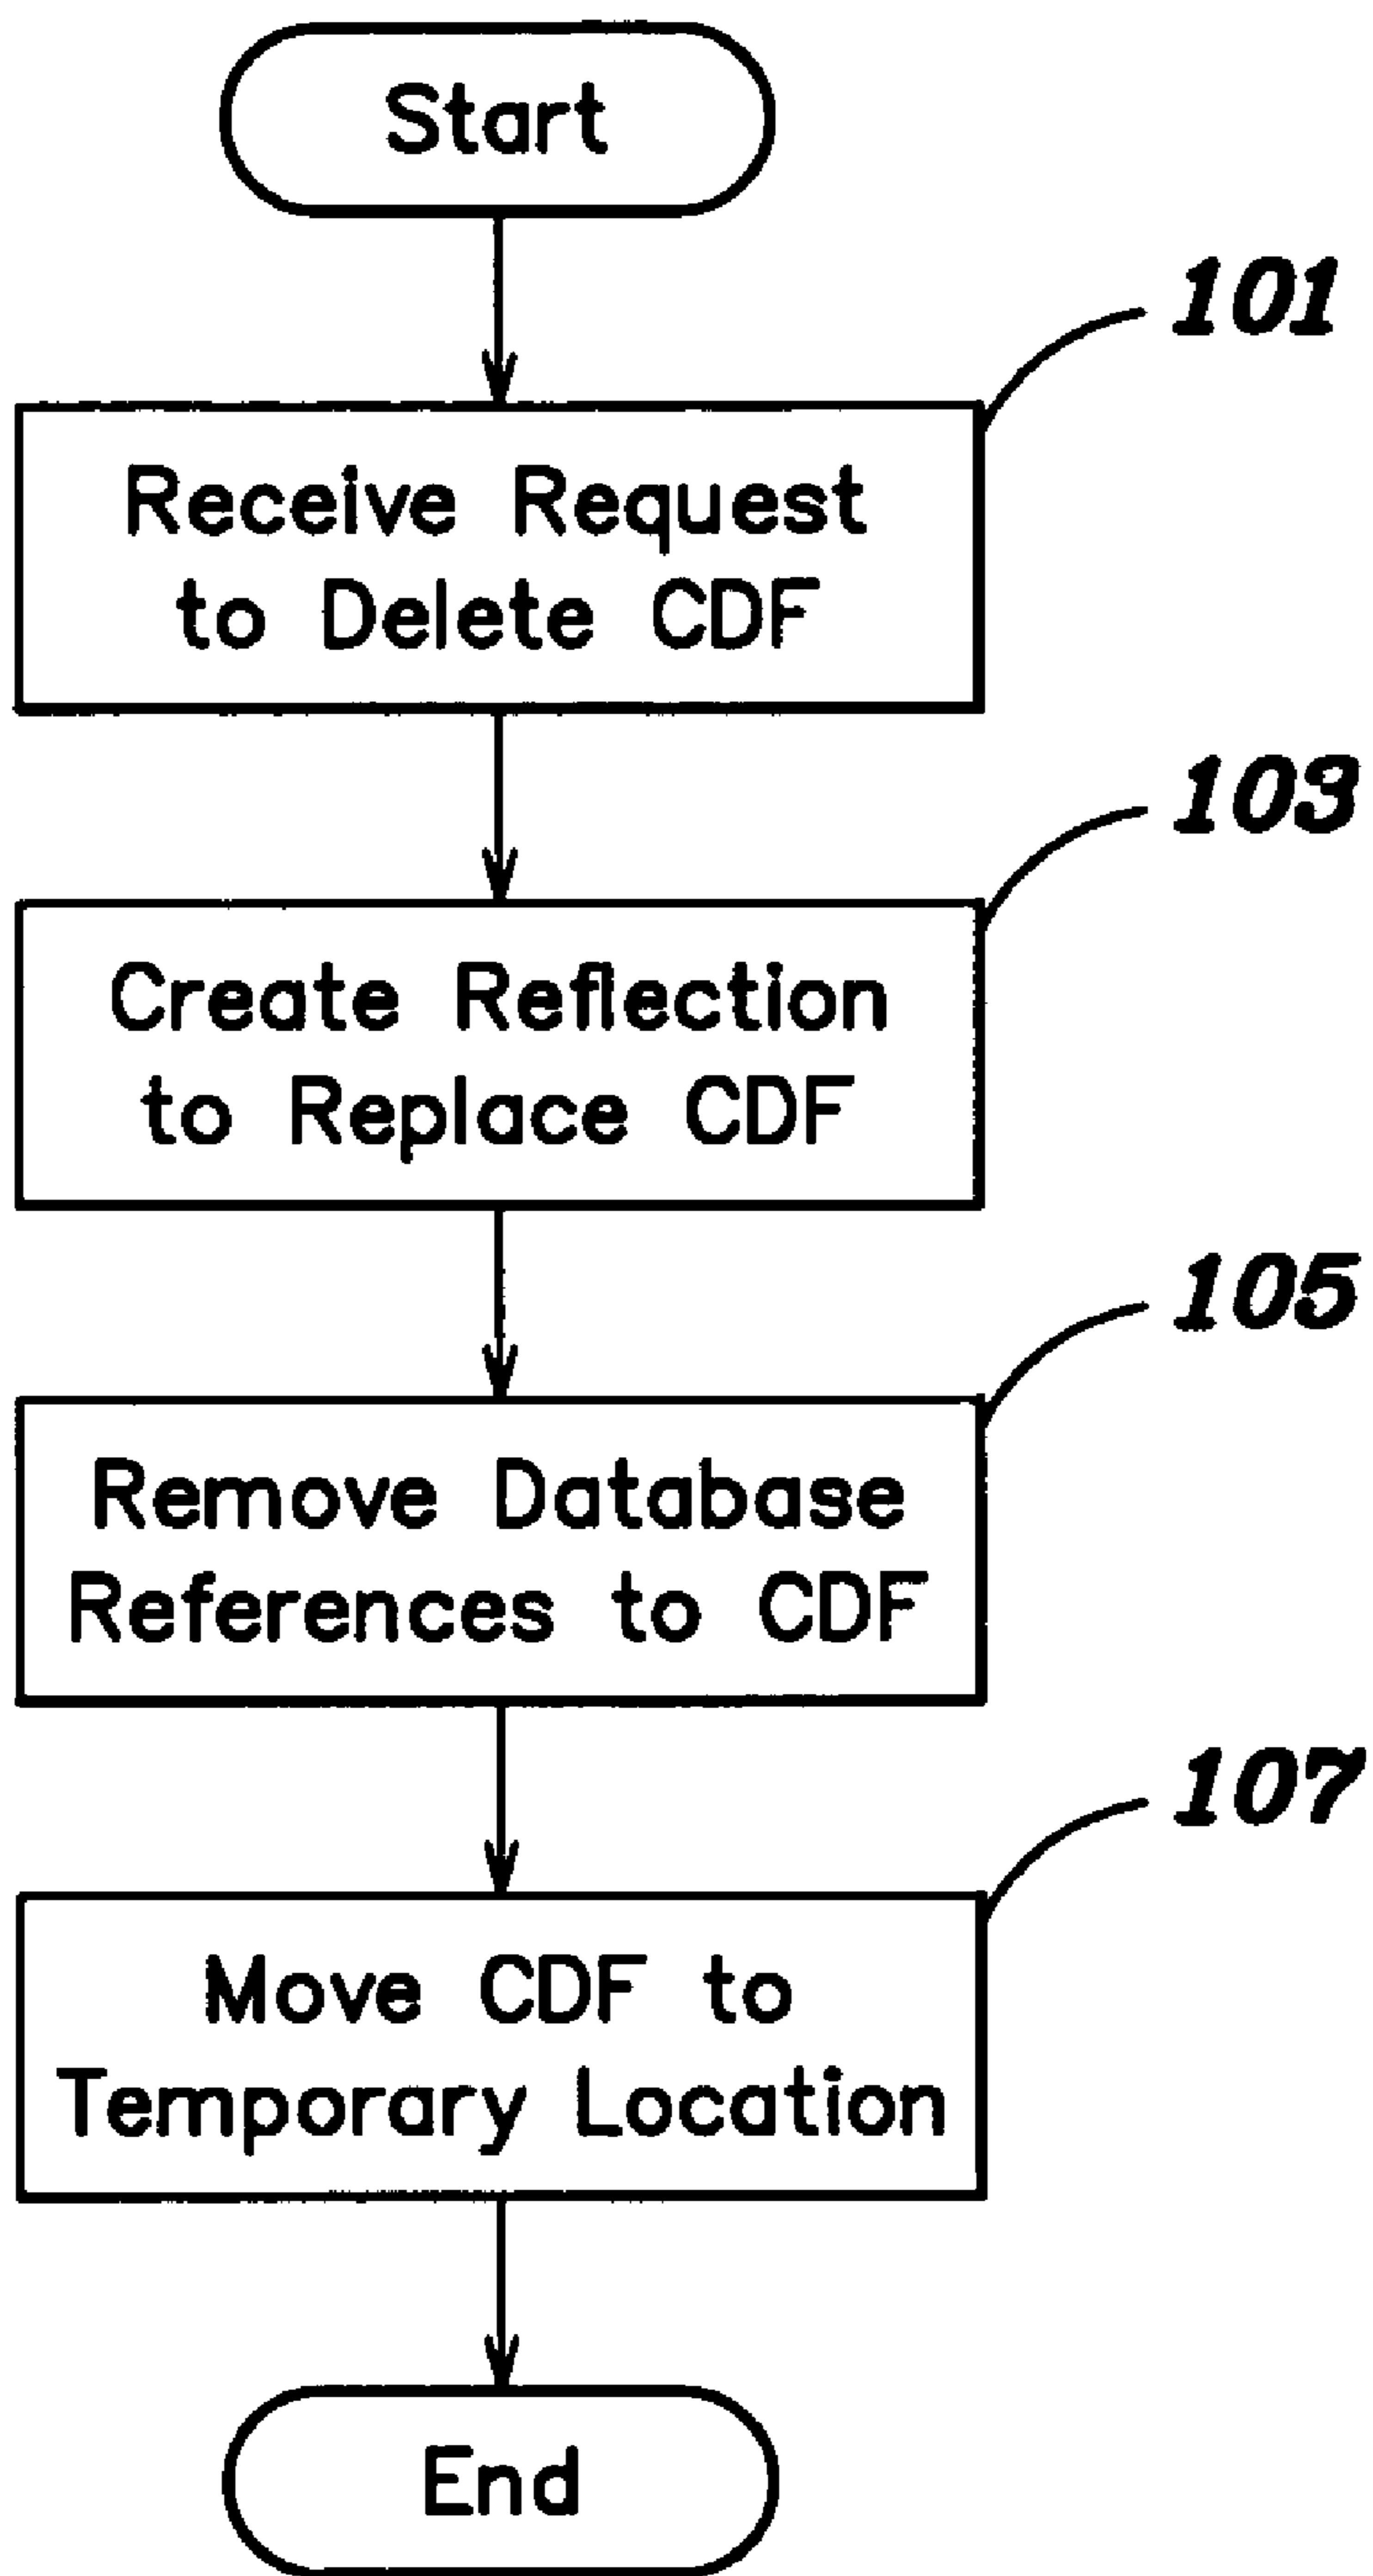 Start
101
Receive Request
to Delete CDF
103
Create Reflection
to Replace CDF
105
Remove Database
References to CDF
107
Move CDF to
Temporary Location
End